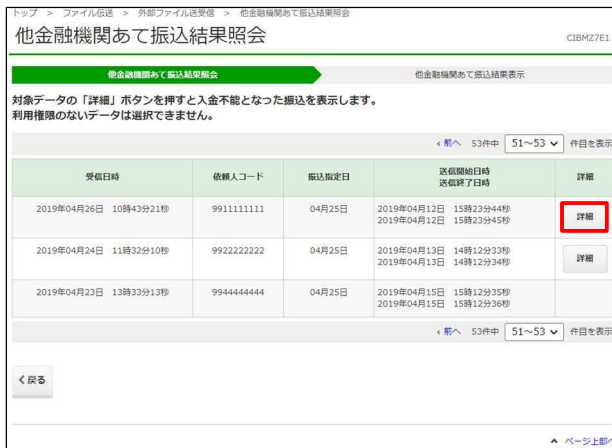 トップ > ファイル伝送 > 外部ファイル送受信 > 他金融機関あて振込結果照会
他金融機関あて振込結果照会
CIBMZ7E1
他金融機関あて振込結果照会
他金融機関あて振込結果表示
対象データの「詳細」ボタンを押すと入金不能となった振込を表示します。
利用権限のないデータは選択できません。
‹ 前へ 53件中 51～53 件目を表示
受信日時 依頼人コード 振込指定日 送信開始日時 送信終了日時 詳細
2019年04月26日 10時43分21秒 9911111111 04月25日 2019年04月12日 15時23分44秒 詳細
2019年04月12日 15時23分45秒
2019年04月24日 11時32分10秒 9922222222 04月25日 2019年04月13日 14時12分33秒 詳細
2019年04月13日 14時12分34秒
2019年04月23日 13時33分13秒 9944444444 04月25日 2019年04月15日 15時12分35秒
2019年04月15日 15時12分36秒
‹ 前へ 53件中 51～53 件目を表示
‹ 戻る
ページ上部へ